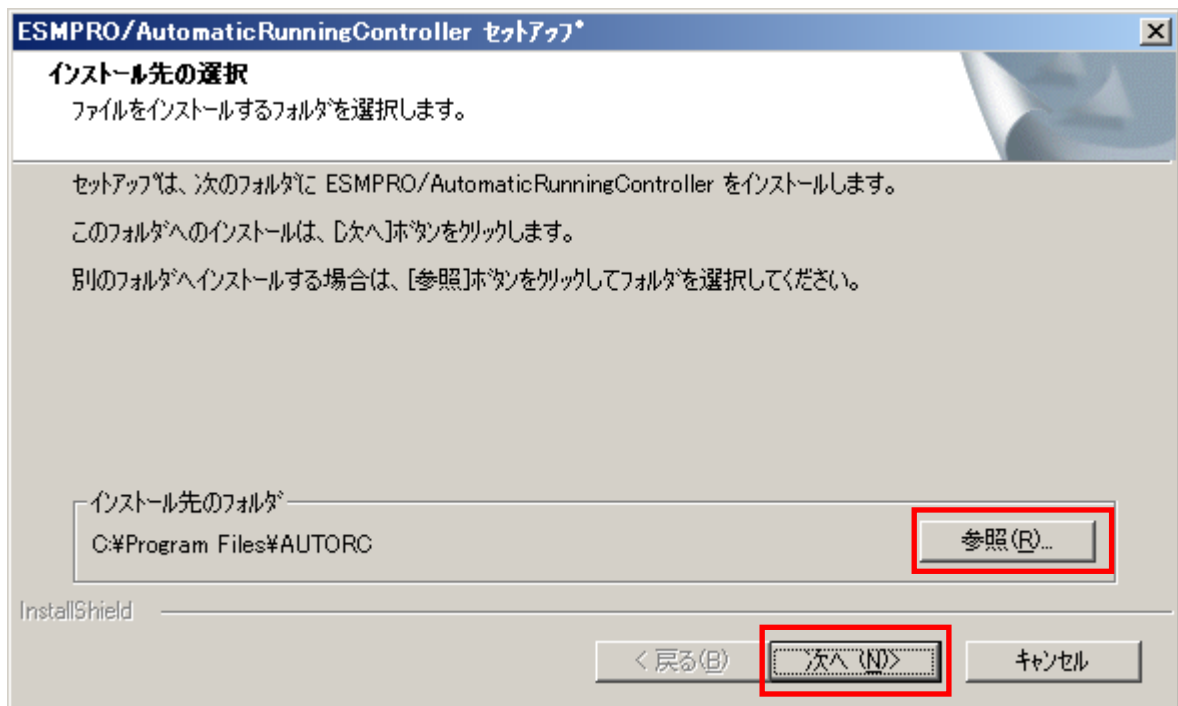 ESMPRO/AutomaticRunningController セットアップ
インストール先の選択
ファイルをインストールするフォルダを選択します。
セットアップは、次のフォルダに ESMPRO/AutomaticRunningController をインストールします。
このフォルダへのインストールは、[次へ]ボタンをクリックします。
別のフォルダへインストールする場合は、[参照]ボタンをクリックしてフォルダを選択してください。
インストール先のフォルダ
C:¥Program Files¥AUTORC
参照(R)...
InstallShield
< 戻る(B)
次へ (N)>
キャンセル